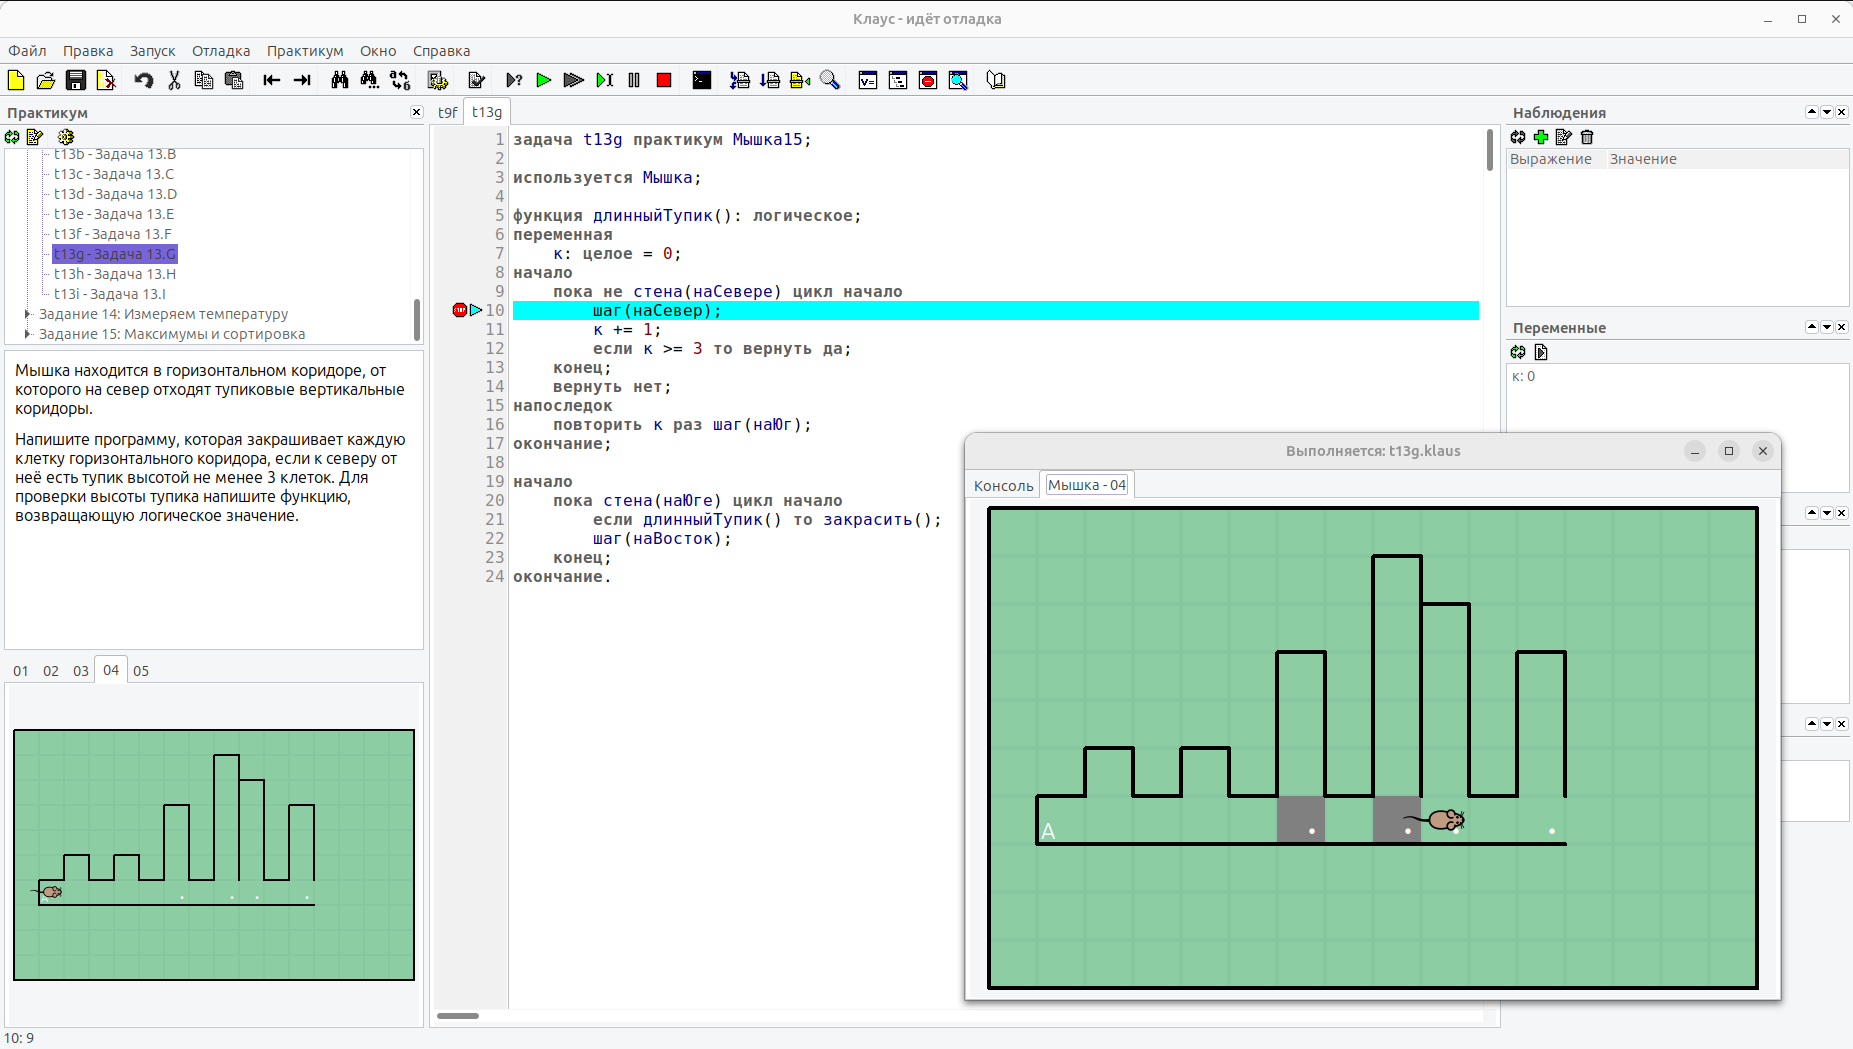 Клаус - идёт отладка
Файл Правка Запуск Отладка Практикум Окно Справка
Практикум
t13b - Задача 13.B
t13c - Задача 13.C
t13d - Задача 13.D
t13e - Задача 13.E
t13f - Задача 13.F
t13g - Задача 13.G
t13h - Задача 13.H
t13i - Задача 13.I
Задание 14: Измеряем температуру
Задание 15: Максимумы и сортировка
Мышка находится в горизонтальном коридоре, от
которого на север отходят тупиковые вертикальные
коридоры.
Напишите программу, которая закрашивает каждую
клетку горизонтального коридора, если к северу от
неё есть тупик высотой не менее 3 клеток. Для
проверки высоты тупика напишите функцию,
возвращающую логическое значение.
01 02 03 04 05
A
10: 9
t9f t13g
1 задача t13g практикум Мышка15;
2
3 используется Мышка;
4
5 функция длинныйТупик(): логическое;
6 переменная
7 к: целое = 0;
8 начало
9 пока не стена(наСевере) цикл начало
STOP 10 шаг(наСевер);
11 к += 1;
12 если к >= 3 то вернуть да;
13 конец;
14 вернуть нет;
15 напоследок
16 повторить к раз шаг(наЮг);
17 окончание;
18
19 начало
20 пока стена(наЮге) цикл начало
21 если длинныйТупик() то закрасить();
22 шаг(наВосток);
23 конец;
24 окончание.
Наблюдения
Выражение Значение
Переменные
к: 0
Выполняется: t13g.klaus
Консоль Мышка - 04
A